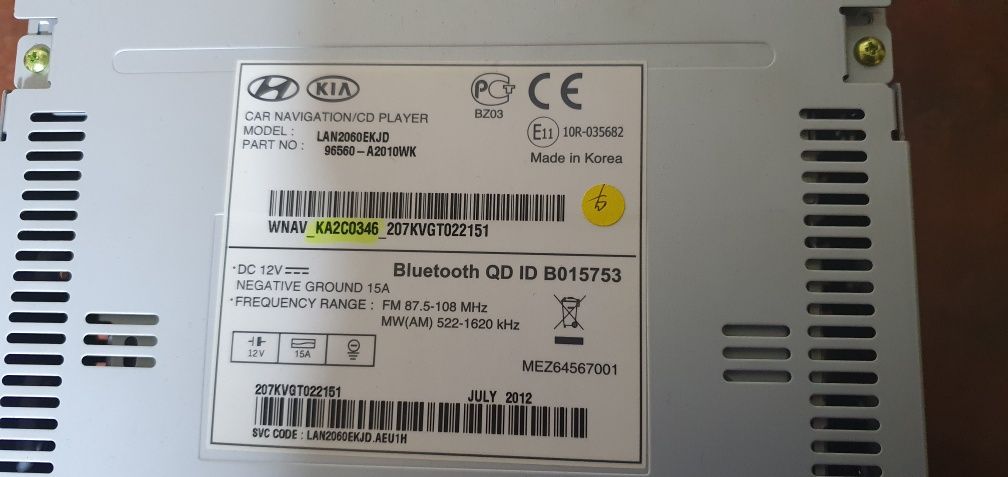 KIA
CAR NAVIGATION/CD PLAYER
MODEL : LAN2060EKJD
PART NO : 96560-A2010WK
BZ03
CE
E11 10R-035682
Made in Korea
WNAV_KA2C0346_207KVGT022151
•DC 12V
NEGATIVE GROUND 15A
•FREQUENCY RANGE : FM 87.5-108 MHz
MW(AM) 522-1620 kHz
Bluetooth QD ID B015753
12V
15A
MEZ64567001
207KVGT022151
JULY 2012
SVC CODE : LAN2060EKJD.AEU1H